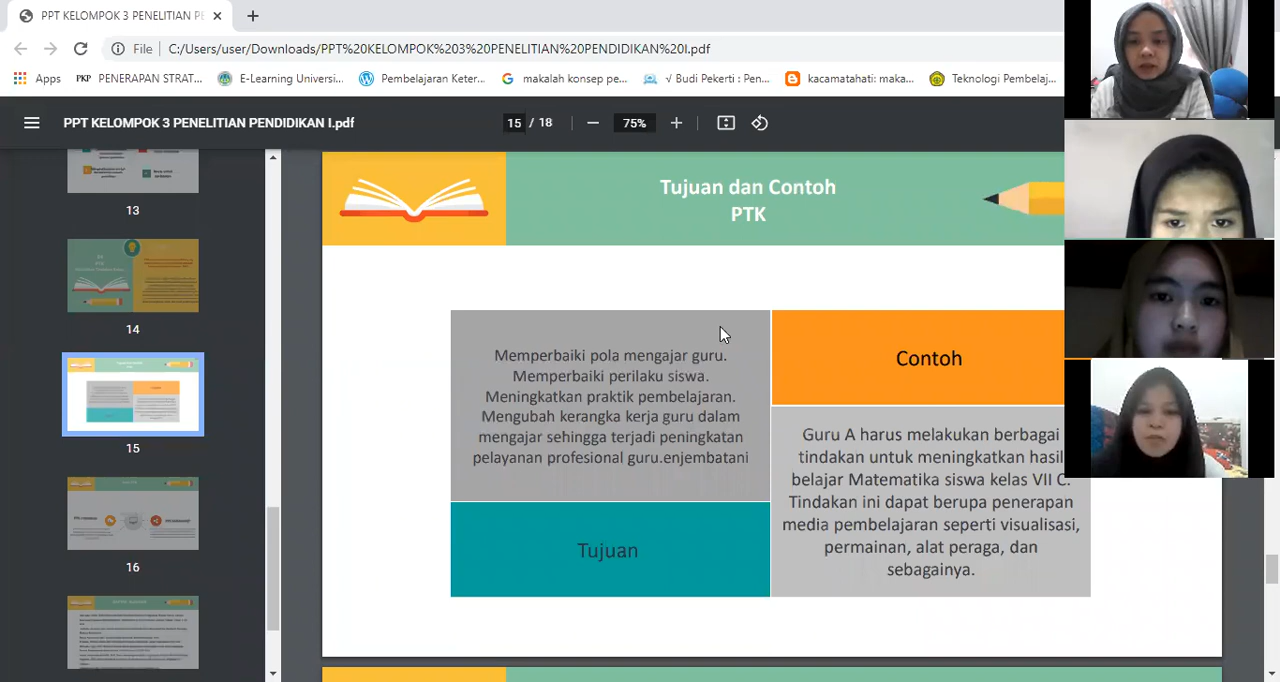 PPT KELOMPOK 3 PENELITIAN PE
File
C:/Users/user/Downloads/PPT%20KELOMPOK%203%20PENELITIAN%20PENDIDIKAN%20I.pdf
Apps
PKP PENERAPAN STRAT...
E-Learning Universi...
Pembelajaran Keter...
makalah konsep pe...
√ Budi Pekerti : Pen...
kacamatahati: maka...
Teknologi Pembelaj...
PPT KELOMPOK 3 PENELITIAN PENDIDIKAN I.pdf
15 / 18
75%
13
14
15
16
Tujuan dan Contoh
PTK
Memperbaiki pola mengajar guru.
Memperbaiki perilaku siswa.
Meningkatkan praktik pembelajaran.
Mengubah kerangka kerja guru dalam
mengajar sehingga terjadi peningkatan
pelayanan profesional guru.enjembatani
Tujuan
Contoh
Guru A harus melakukan berbagai
tindakan untuk meningkatkan hasil
belajar Matematika siswa kelas VII C.
Tindakan ini dapat berupa penerapan
media pembelajaran seperti visualisasi,
permainan, alat peraga, dan
sebagainya.